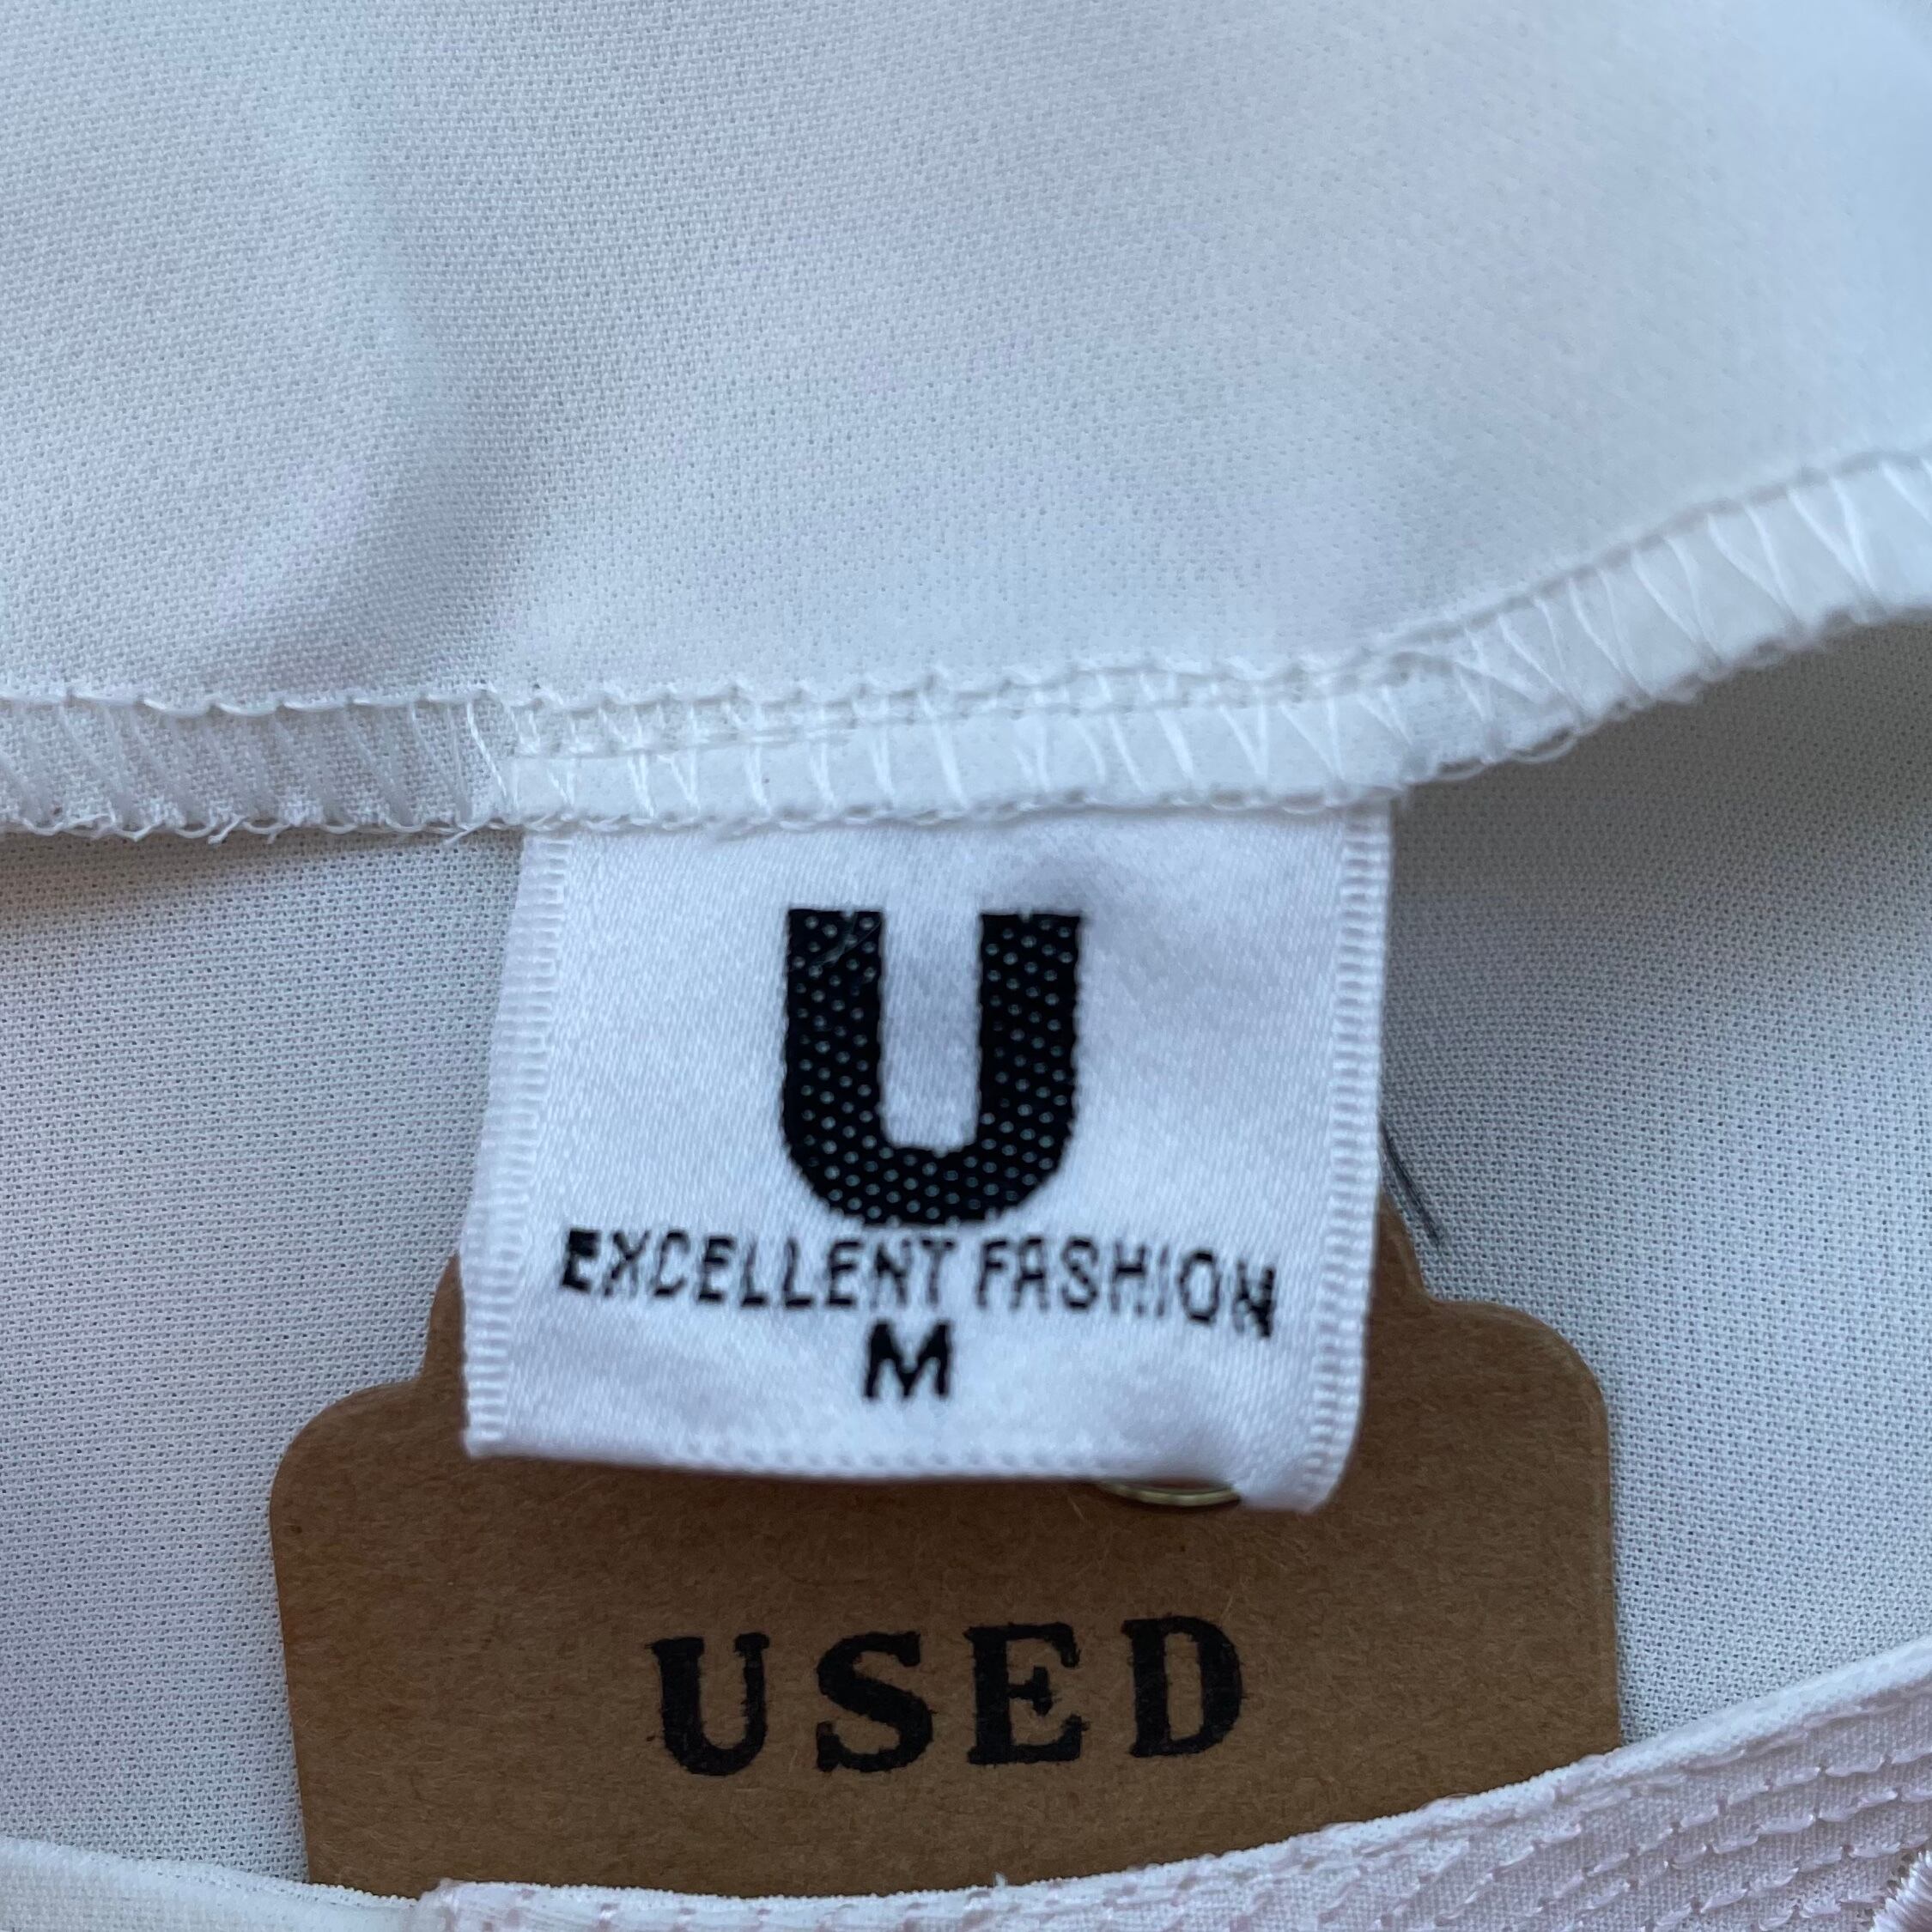 U
EXCELLENT FASHION
M
USED